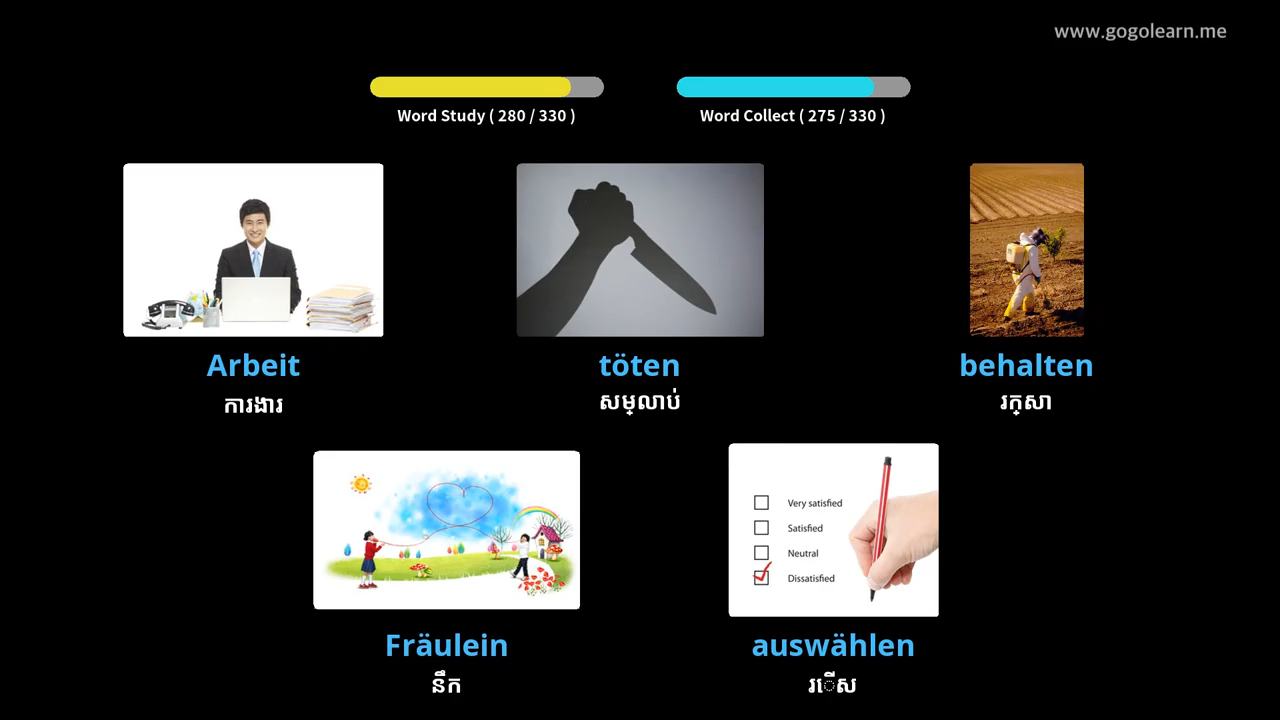 www.gogolearn.me
Word Study ( 280 / 330 )
Word Collect ( 275 / 330 )
Arbeit
ការងារ
töten
សម្លាប់
behalten
រក្សា
Very satisfied
Satisfied
Neutral
Dissatisfied
Fräulein
នឹក
auswählen
រើស